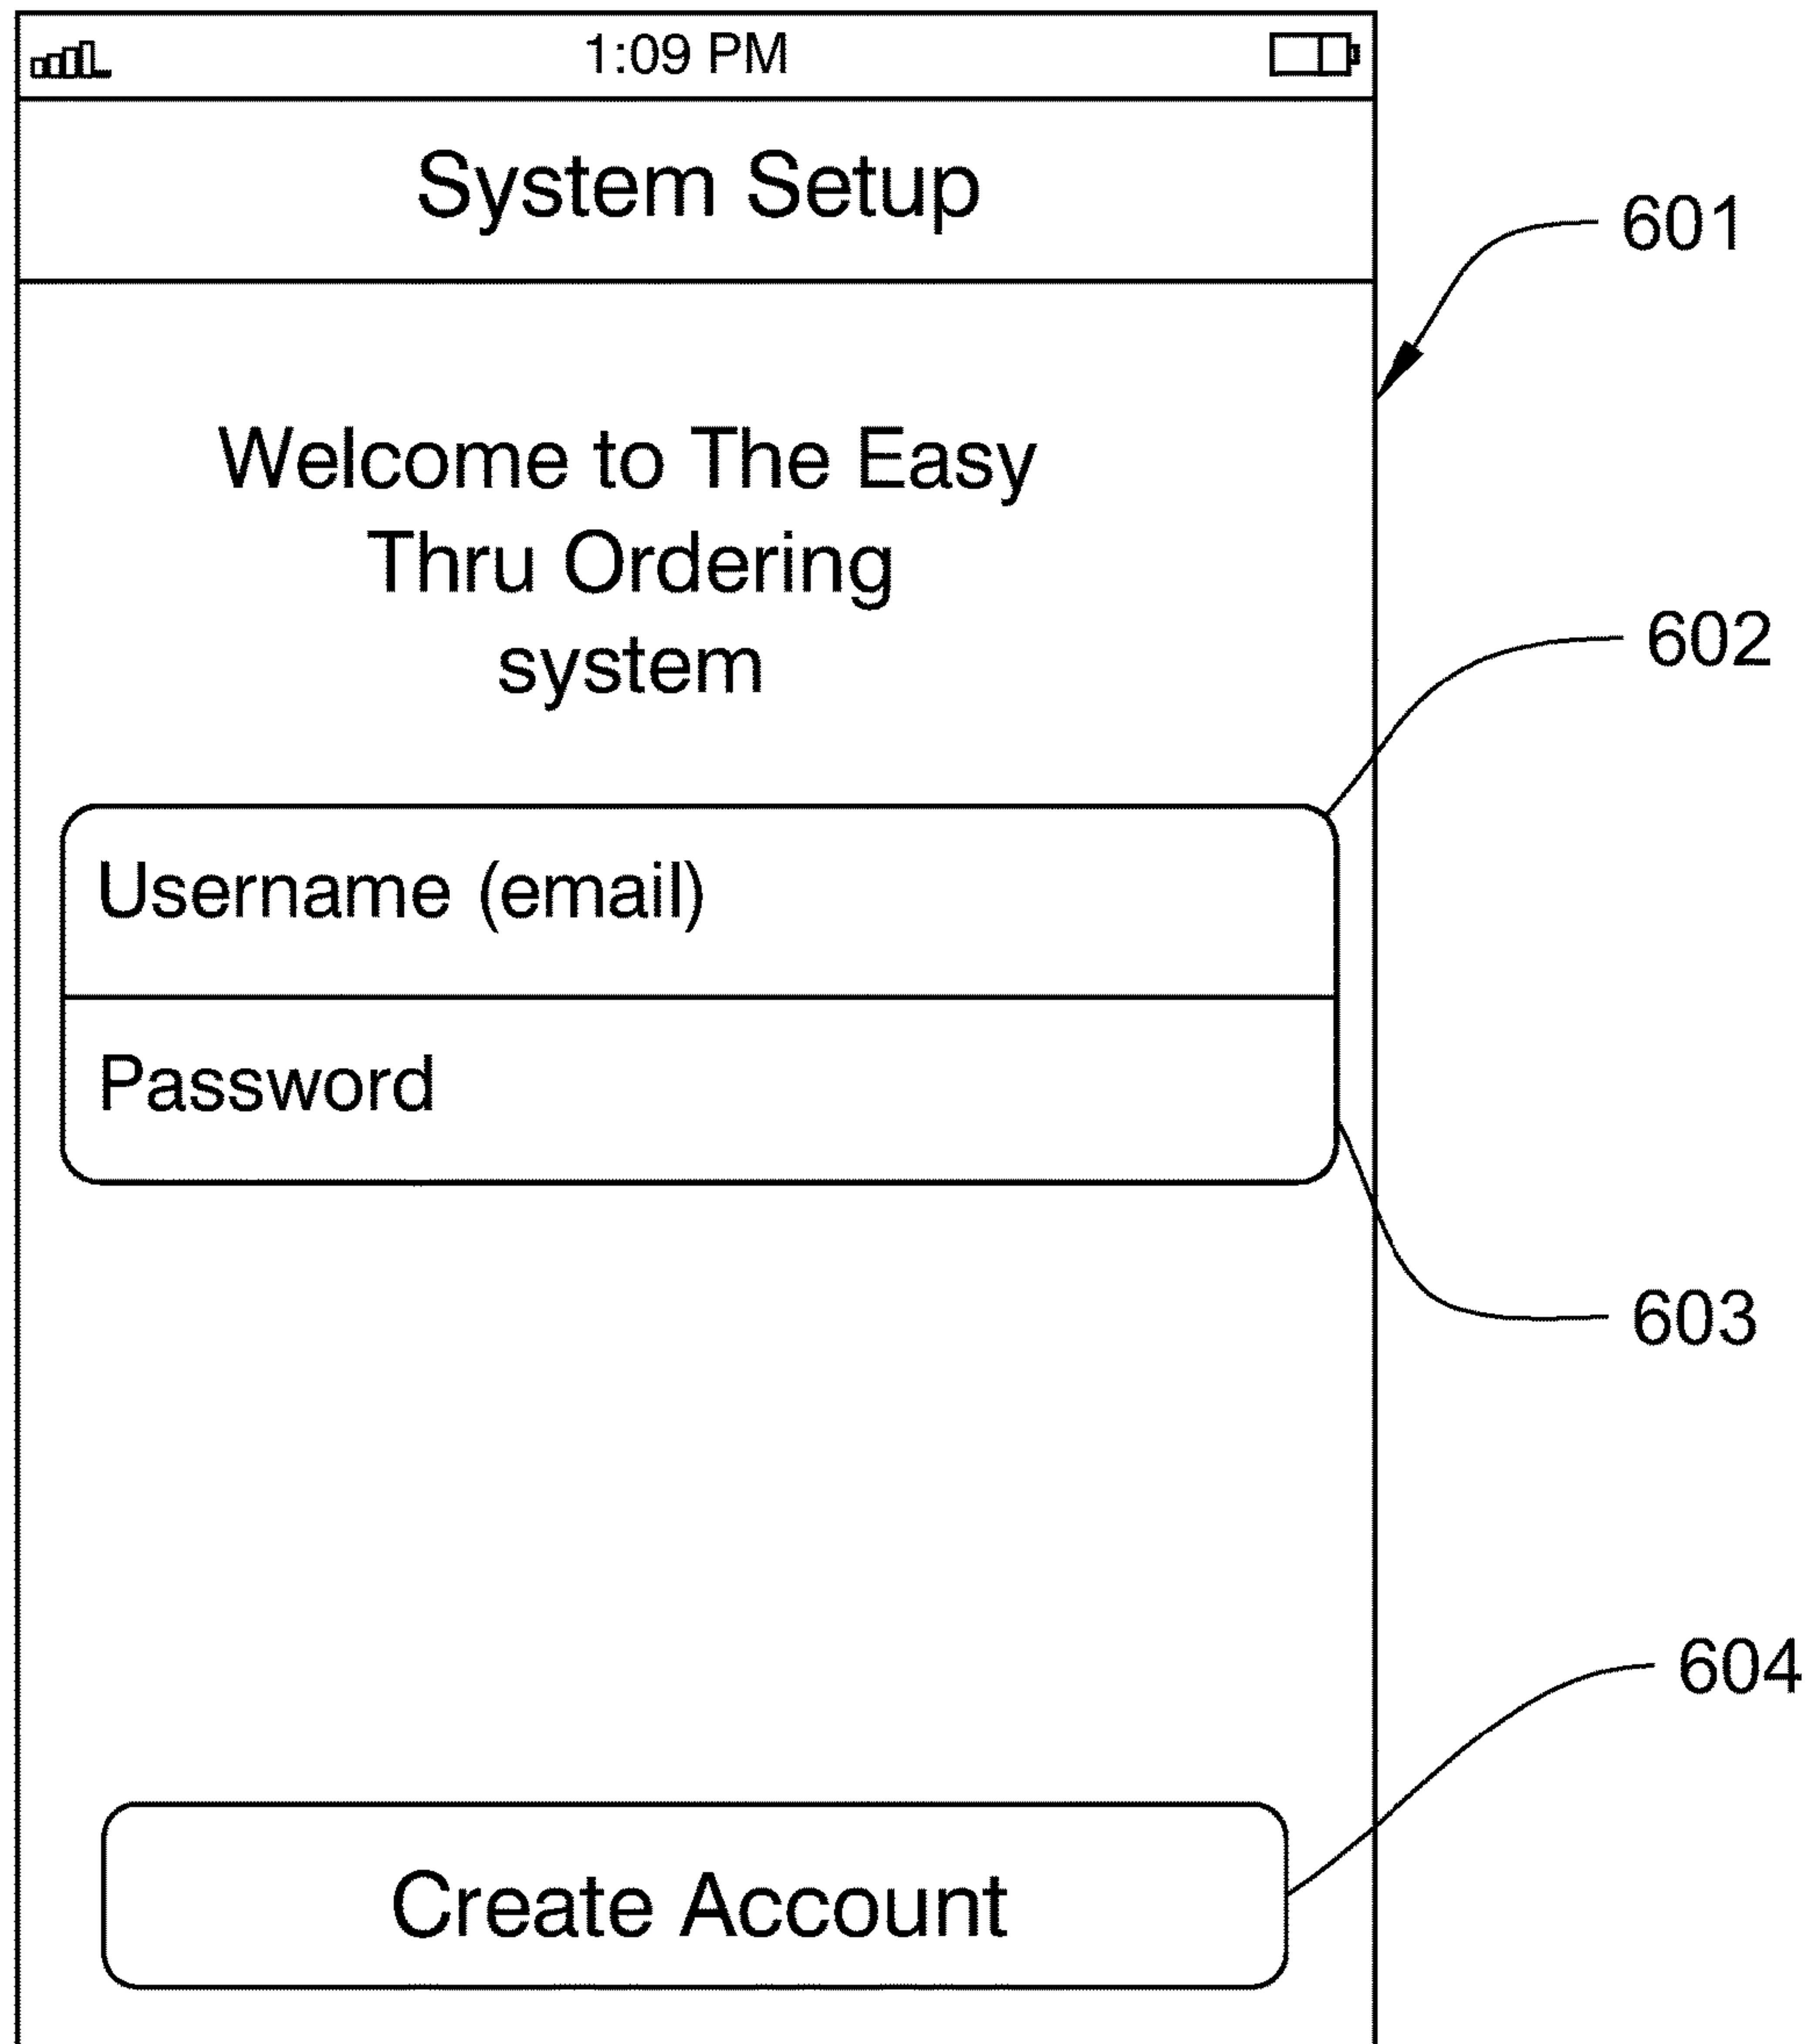 1:09 PM
System Setup
601
Welcome to The Easy
Thru Ordering
system
602
Username (email)
Password
603
604
Create Account